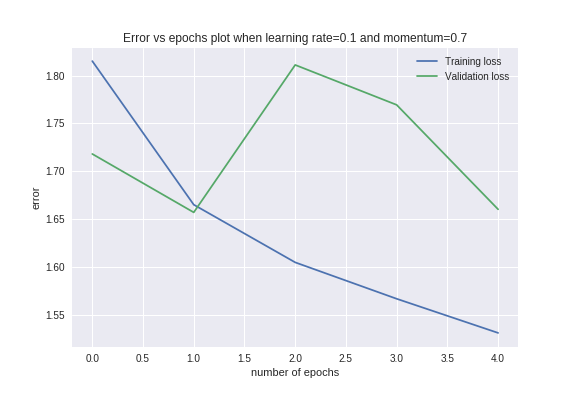 Error vs epochs plot when learning rate=0.1 and momentum=0.7
Training loss
Validation loss
1.80
1.75
1.70
1.65
1.60
1.55
error
0.0 0.5 1.0 1.5 2.0 2.5 3.0 3.5 4.0
number of epochs